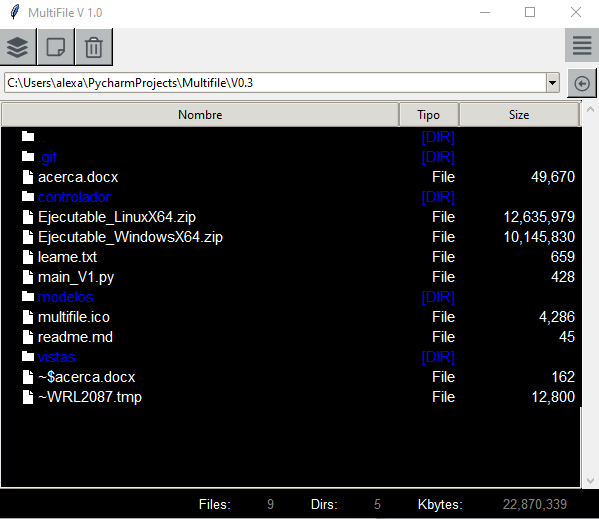 MultiFile V 1.0
C:\Users\alexa\PycharmProjects\Multifile\V0.3
Nombre Tipo Size
.. [DIR]
.git [DIR]
acerca.docx File 49,670
controlador [DIR]
Ejecutable_LinuxX64.zip File 12,635,979
Ejecutable_WindowsX64.zip File 10,145,830
leame.txt File 659
main_V1.py File 428
modelos [DIR]
multifile.ico File 4,286
readme.md File 45
vistas [DIR]
~$acerca.docx File 162
~WRL2087.tmp File 12,800
Files: 9 Dirs: 5 Kbytes: 22,870,339